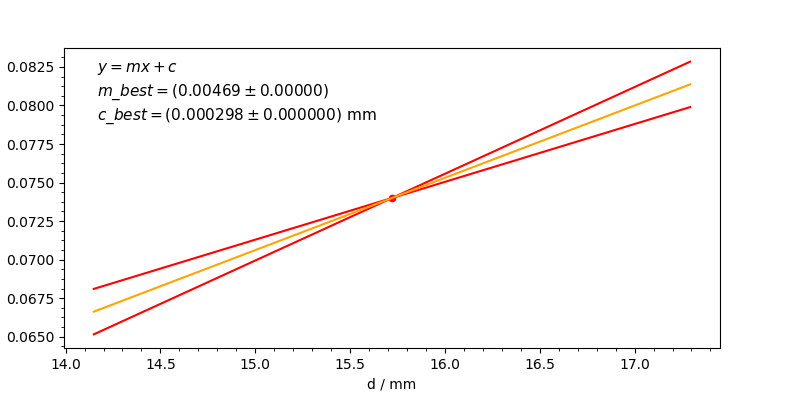 y = mx + c
m_best = (0.00469 ± 0.00000)
c_best = (0.000298 ± 0.000000) mm
0.0825
0.0800
0.0775
0.0750
0.0725
0.0700
0.0675
0.0650
14.0 14.5 15.0 15.5 16.0 16.5 17.0
d / mm